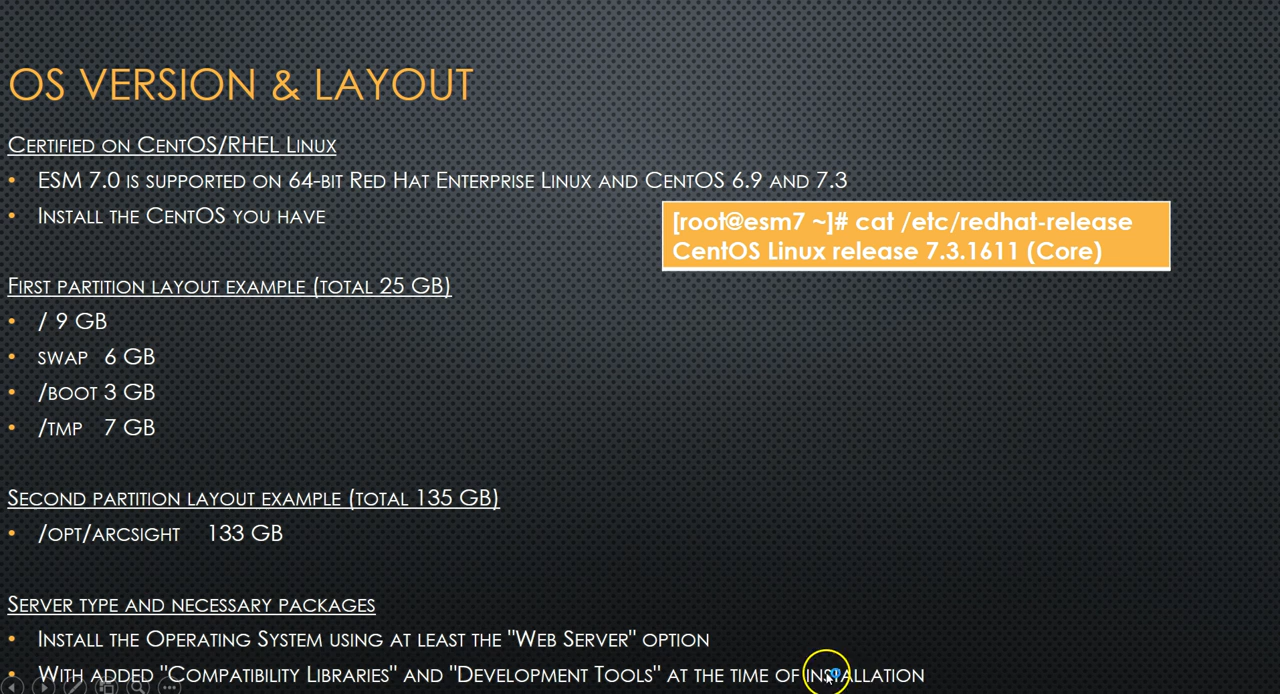 OS VERSION & LAYOUT
CERTIFIED ON CENTOS/RHEL LINUX
• ESM 7.0 IS SUPPORTED ON 64-BIT RED HAT ENTERPRISE LINUX AND CENTOS 6.9 AND 7.3
• INSTALL THE CENTOS YOU HAVE
[root@esm7 ~]# cat /etc/redhat-release
CentOS Linux release 7.3.1611 (Core)
FIRST PARTITION LAYOUT EXAMPLE (TOTAL 25 GB)
• / 9 GB
• SWAP 6 GB
• /BOOT 3 GB
• /TMP 7 GB
SECOND PARTITION LAYOUT EXAMPLE (TOTAL 135 GB)
• /OPT/ARCSIGHT 133 GB
SERVER TYPE AND NECESSARY PACKAGES
• INSTALL THE OPERATING SYSTEM USING AT LEAST THE "WEB SERVER" OPTION
• WITH ADDED "COMPATIBILITY LIBRARIES" AND "DEVELOPMENT TOOLS" AT THE TIME OF INSTALLATION